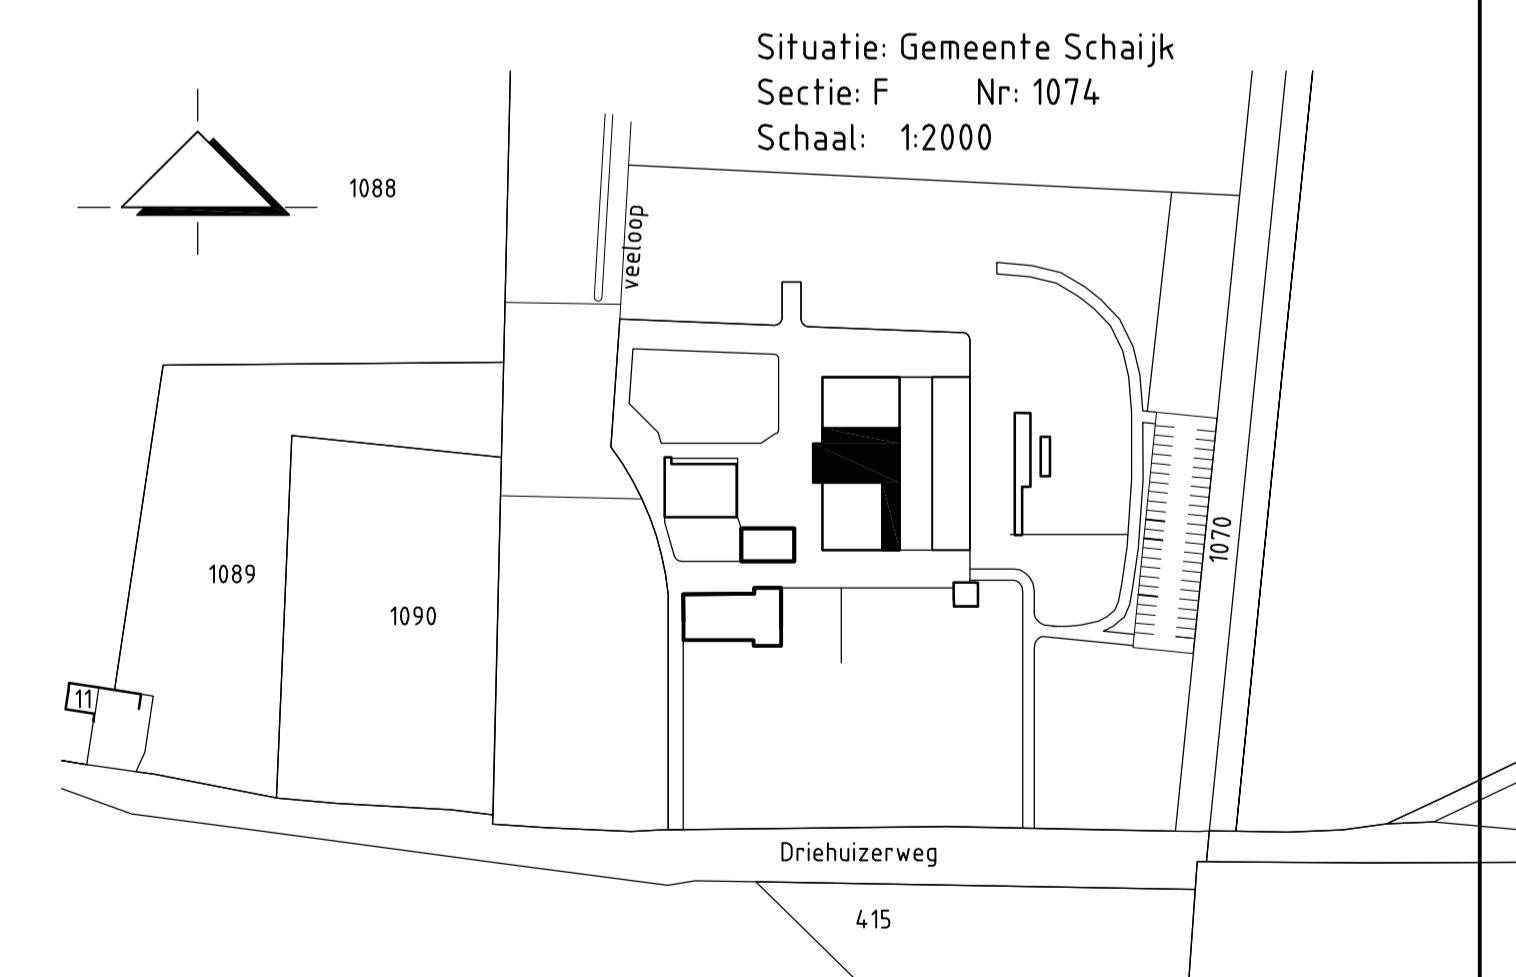 Situatie: Gemeente Schaijk
Sectie: F Nr: 1074
Schaal: 1:2000
1088
veeloop
1070
1089
1090
11
Driehuizerweg
415